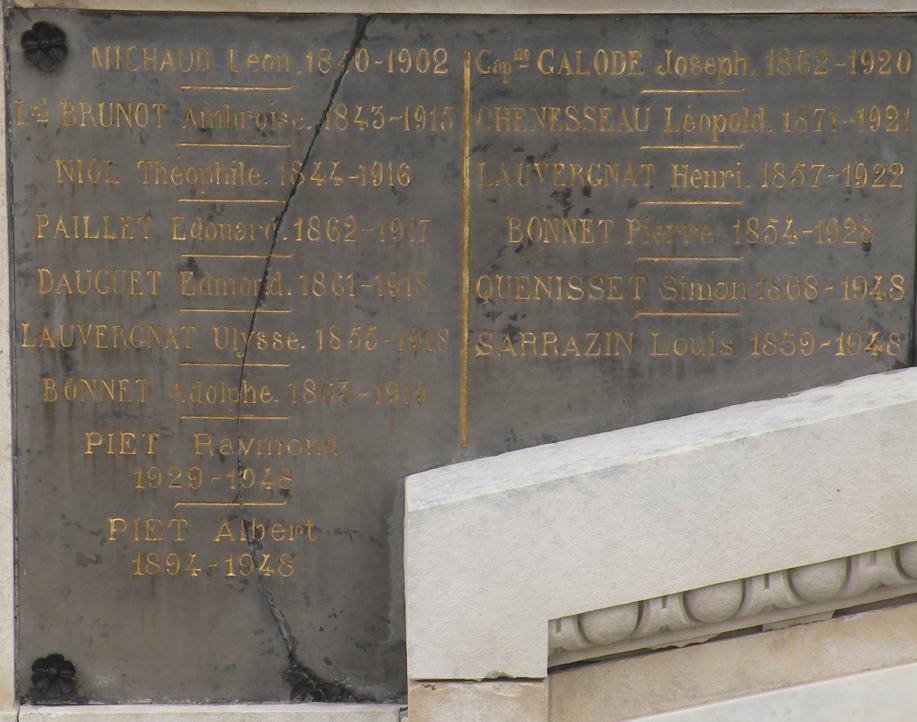 MICHAUD Léon. 1840-1902
Lnt BRUNOT Ambroise. 1843-1915
NIOL Théophile. 1844-1916
PAILLET Edouard. 1862-1917
DAUGUET Edmond. 1861-1918
LAUVERGNAT Ulysse. 1855-1918
BONNET Adolphe. 1863-1919
PIET Raymond
1929-1948
PIET Albert
1894-1948
Capne GALODE Joseph. 1862-1920
CHENESSEAU Léopold. 1871-1921
LAUVERGNAT Henri. 1857-1922
BONNET Pierre 1854-1928
QUENISSET Simon 1868-1948
SARRAZIN Louis 1859-1948